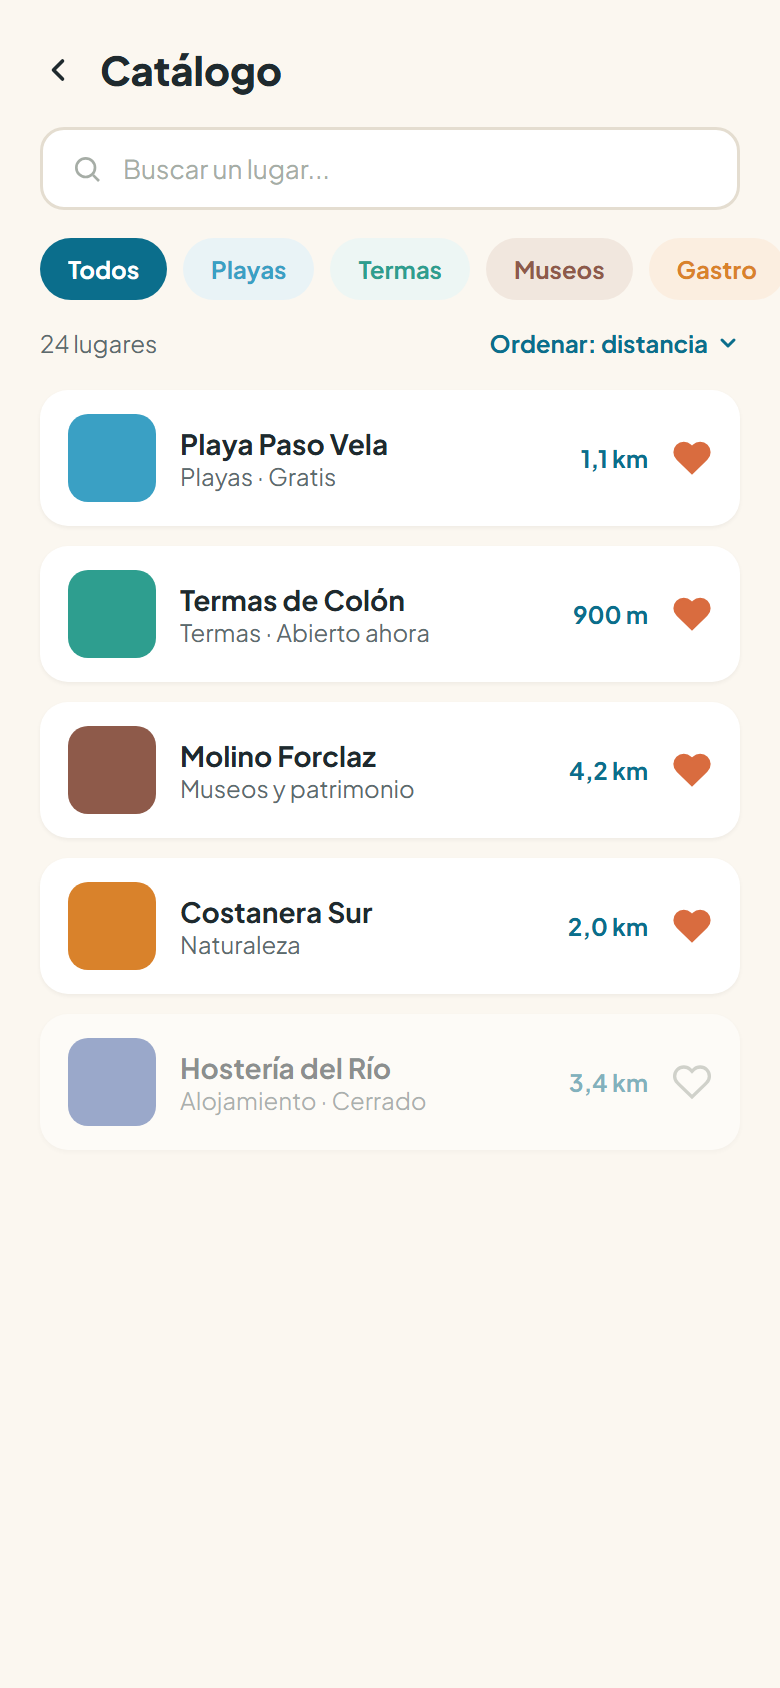 Catálogo
Buscar un lugar...
Todos Playas Termas Museos Gastro
24 lugares Ordenar: distancia
Playa Paso Vela
Playas · Gratis
1,1 km
Termas de Colón
Termas · Abierto ahora
900 m
Molino Forclaz
Museos y patrimonio
4,2 km
Costanera Sur
Naturaleza
2,0 km
Hostería del Río
Alojamiento · Cerrado
3,4 km